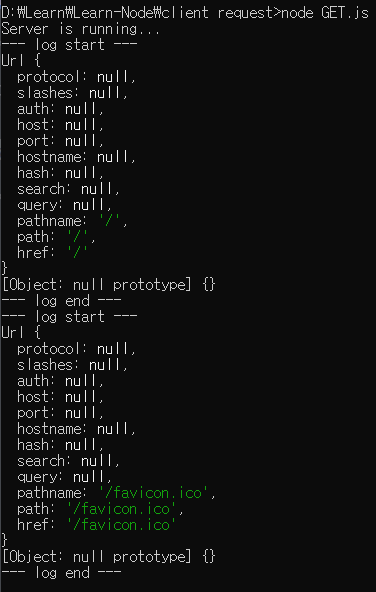 D:₩Learn₩Learn-Node₩client request>node GET.js
Server is running...
--- log start ---
Url {
  protocol: null,
  slashes: null,
  auth: null,
  host: null,
  port: null,
  hostname: null,
  hash: null,
  search: null,
  query: null,
  pathname: '/',
  path: '/',
  href: '/'
}
[Object: null prototype] {}
--- log end ---
--- log start ---
Url {
  protocol: null,
  slashes: null,
  auth: null,
  host: null,
  port: null,
  hostname: null,
  hash: null,
  search: null,
  query: null,
  pathname: '/favicon.ico',
  path: '/favicon.ico',
  href: '/favicon.ico'
}
[Object: null prototype] {}
--- log end ---